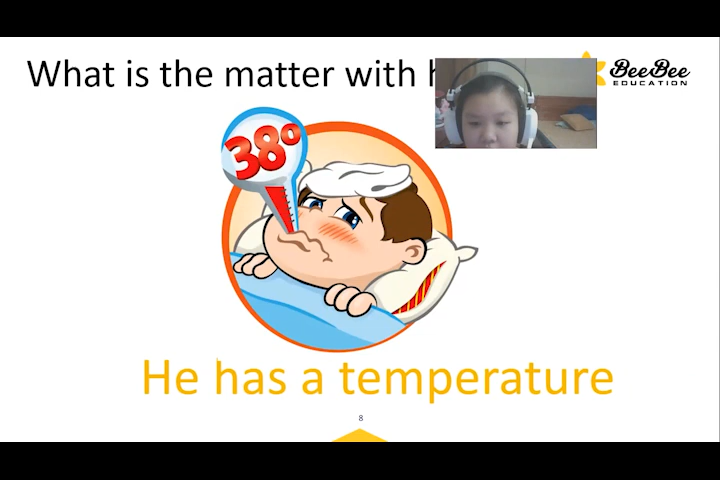 What is the matter with
BeeBee
EDUCATION
38°
He has a temperature
8